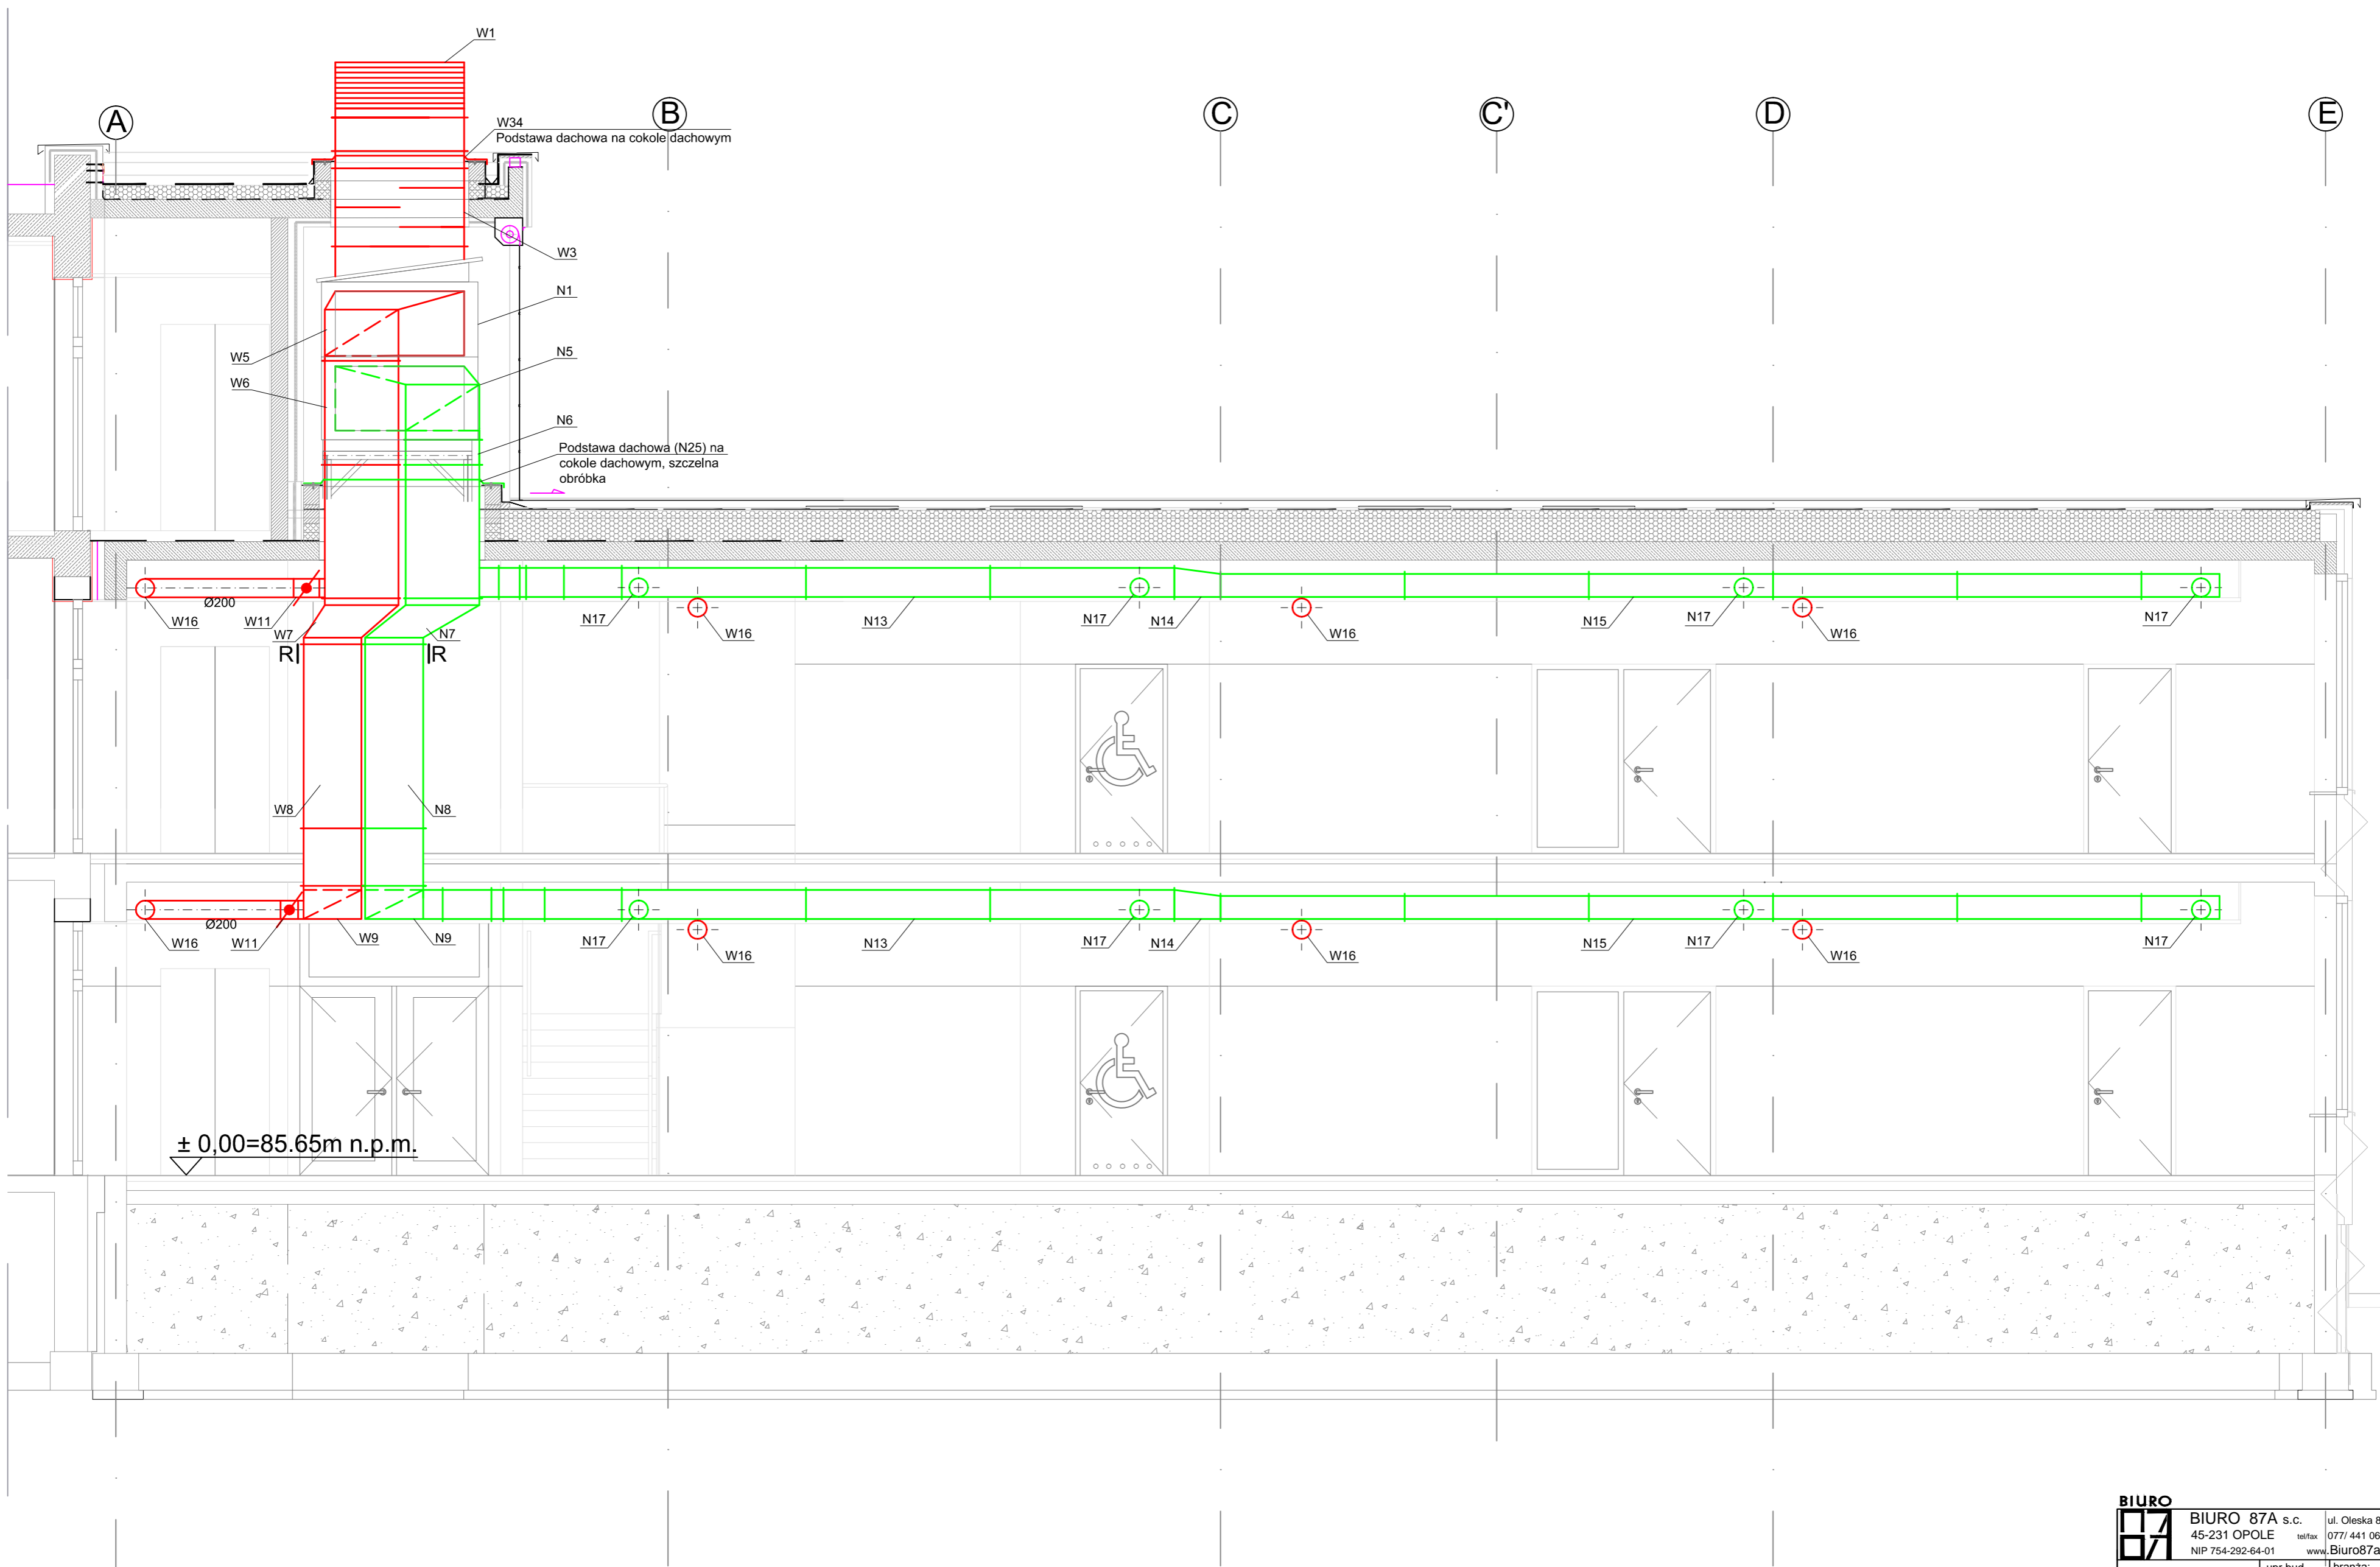 W1
A
B
C
C'
D
E
W34
Podstawa dachowa na cokole dachowym
W3
N1
W5
N5
W6
N6
Podstawa dachowa (N25) na
cokole dachowym, szczelna
obróbka
Ø200
W16
W11
W7
N7
N17
W16
N13
N17
N14
W16
N15
N17
W16
N17
R
R
W8
N8
Ø200
W16
W11
W9
N9
N17
W16
N13
N17
N14
W16
N15
N17
W16
N17
± 0,00=85.65m n.p.m.
BIURO
BIURO 87A s.c. ul. Oleska 8
45-231 OPOLE tel/fax 077/ 441 06
NIP 754-292-64-01 www.Biuro87a